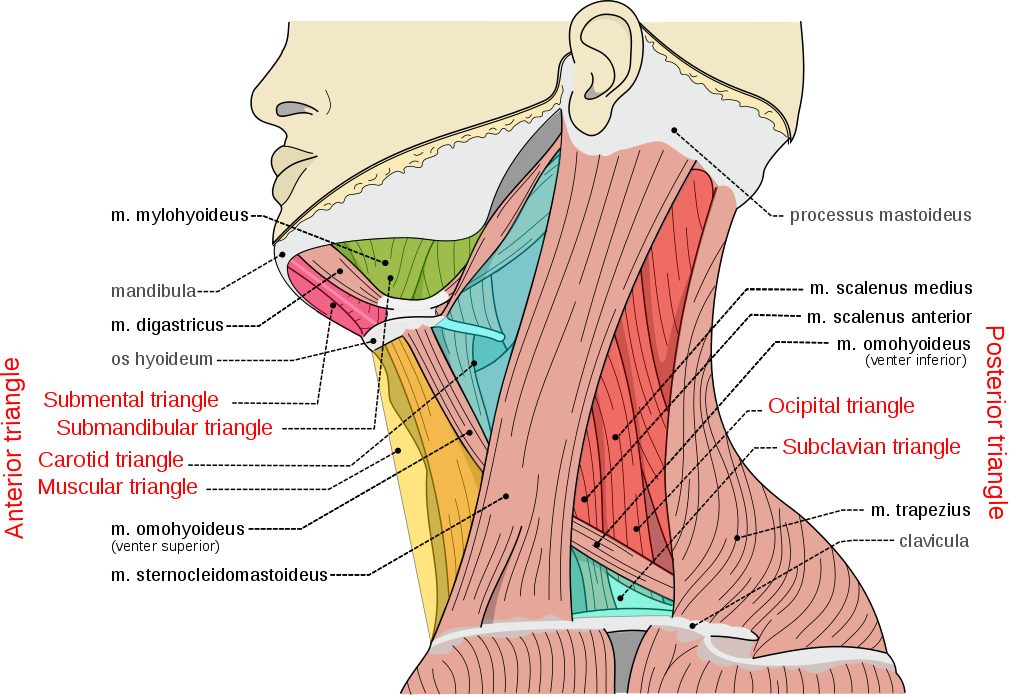 m. mylohyoideus
mandibula
m. digastricus
os hyoideum
Submental triangle
Submandibular triangle
Carotid triangle
Muscular triangle
m. omohyoideus
(venter superior)
m. sternocleidomastoideus
Anterior triangle
processus mastoideus
m. scalenus medius
m. scalenus anterior
m. omohyoideus
(venter inferior)
Ocipital triangle
Subclavian triangle
m. trapezius
clavicula
Posterior triangle